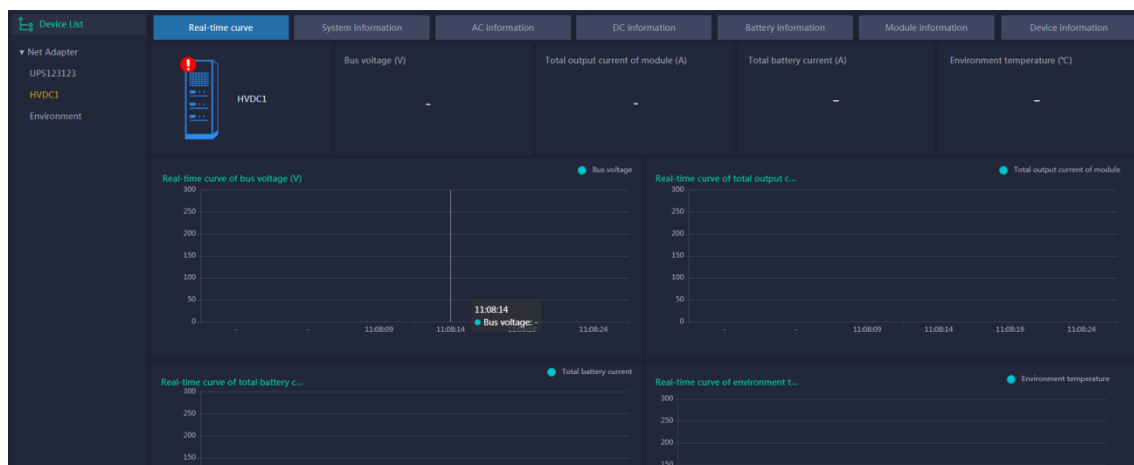 Device List
Net Adapter
UPS123123
HVDC1
Environment
Real-time curve
System information
AC information
DC information
Battery information
Module information
Device information
HVDC1
Bus voltage (V)
-
Total output current of module (A)
-
Total battery current (A)
-
Environment temperature (℃)
-
Real-time curve of bus voltage (V)
Bus voltage
300
250
200
150
100
50
0
- - 11:08:09 11:08:14 11:08:19 11:08:24
11:08:14
Bus voltage: -
Real-time curve of total output c...
Total output current of module
300
250
200
150
100
50
0
- - 11:08:09 11:08:14 11:08:19 11:08:24
Real-time curve of total battery c...
Total battery current
300
250
200
150
Real-time curve of environment t...
Environment temperature
300
250
200
150